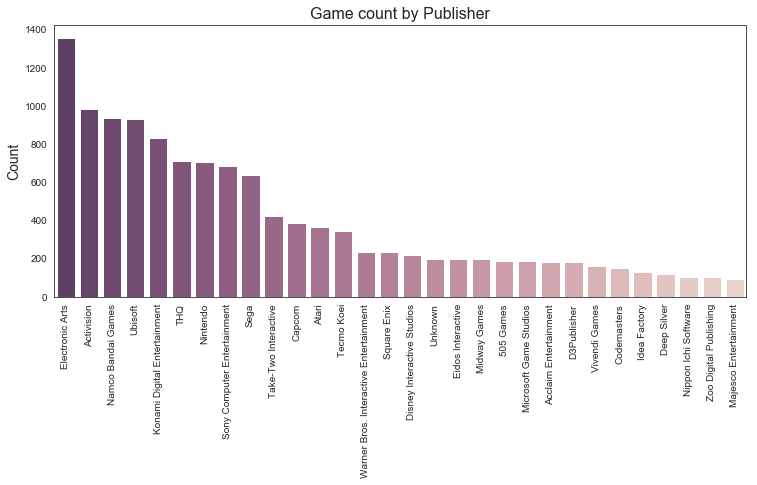 Game count by Publisher
Count
1400
1200
1000
800
600
400
200
0
Electronic Arts
Activision
Namco Bandai Games
Ubisoft
Konami Digital Entertainment
THQ
Nintendo
Sony Computer Entertainment
Sega
Take-Two Interactive
Capcom
Atari
Tecmo Koei
Warner Bros. Interactive Entertainment
Square Enix
Disney Interactive Studios
Unknown
Eidos Interactive
Midway Games
505 Games
Microsoft Game Studios
Acclaim Entertainment
D3Publisher
Vivendi Games
Codemasters
Idea Factory
Deep Silver
Nippon Ichi Software
Zoo Digital Publishing
Majesco Entertainment